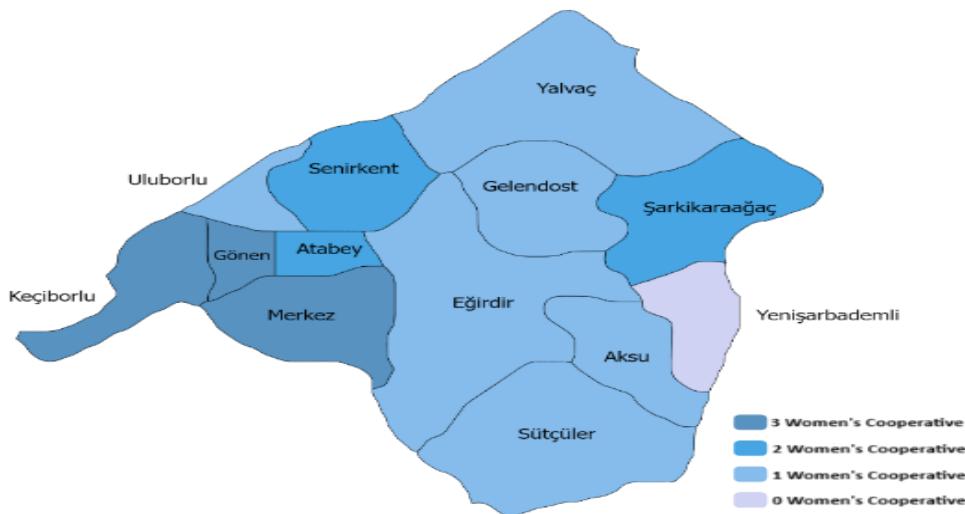 Yalvaç
Senirkent
Uluborlu
Gelendost
Şarkikaraağaç
Atabey
Gönen
Keçiborlu
Eğirdir
Merkez
Yenişarbademli
Aksu
Sütçüler
3 Women's Cooperative
2 Women's Cooperative
1 Women's Cooperative
0 Women's Cooperative